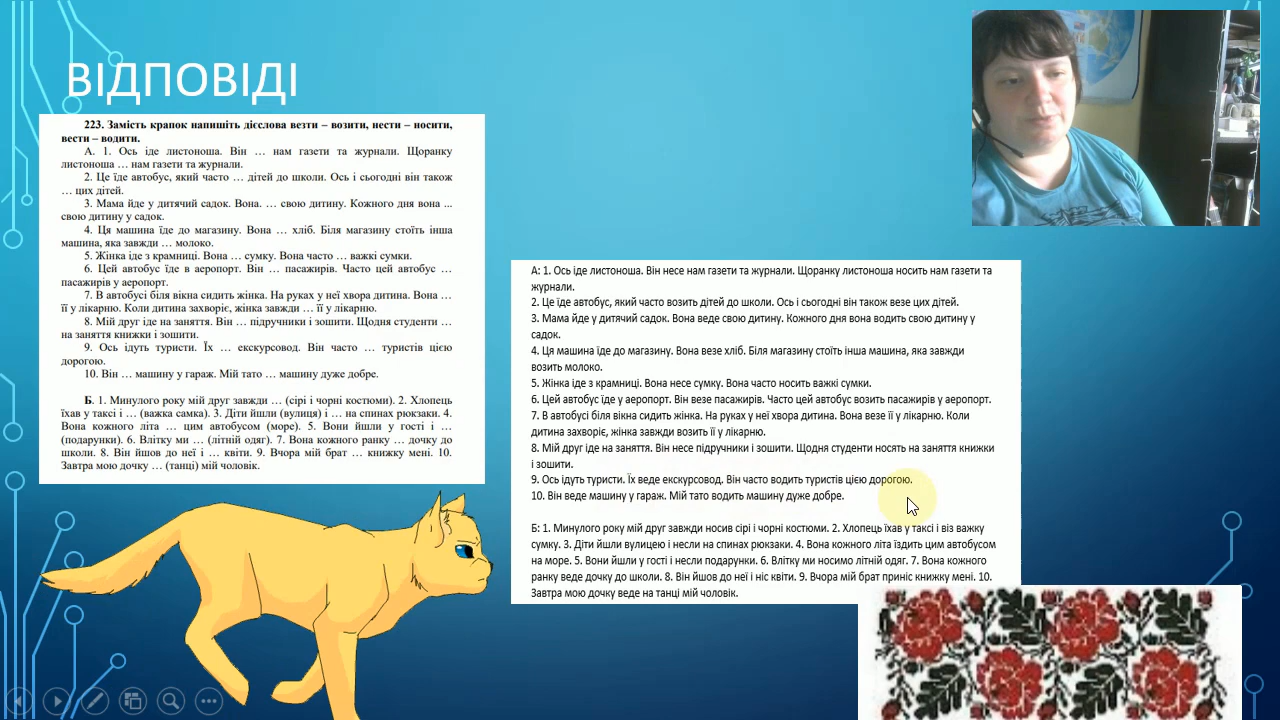 ВІДПОВІДІ
223. Замість крапок напишіть дієслова везти – возити, нести – носити,
вести – водити.
А. 1. Ось іде листоноша. Він … нам газети та журнали. Щоранку
листоноша … нам газети та журнали.
2. Це їде автобус, який часто … дітей до школи. Ось і сьогодні він також
… цих дітей.
3. Мама йде у дитячий садок. Вона. … свою дитину. Кожного дня вона ...
свою дитину у садок.
4. Ця машина їде до магазину. Вона … хліб. Біля магазину стоїть інша
машина, яка завжди … молоко.
5. Жінка іде з крамниці. Вона … сумку. Вона часто … важкі сумки.
6. Цей автобус їде в аеропорт. Він … пасажирів. Часто цей автобус …
пасажирів у аеропорт.
7. В автобусі біля вікна сидить жінка. На руках у неї хвора дитина. Вона …
її у лікарню. Коли дитина захворіє, жінка завжди … її у лікарню.
8. Мій друг іде на заняття. Він … підручники і зошити. Щодня студенти …
на заняття книжки і зошити.
9. Ось ідуть туристи. Їх … екскурсовод. Він часто … туристів цією
дорогою.
10. Він … машину у гараж. Мій тато … машину дуже добре.
Б. 1. Минулого року мій друг завжди … (сірі і чорні костюми). 2. Хлопець
їхав у таксі і … (важка самка). 3. Діти йшли (вулиця) і … на спинах рюкзаки. 4.
Вона кожного літа … цим автобусом (море). 5. Вони йшли у гості і …
(подарунки). 6. Влітку ми … (літній одяг). 7. Вона кожного ранку … дочку до
школи. 8. Він йшов до неї і … квіти. 9. Вчора мій брат … книжку мені. 10.
Завтра мою дочку … (танці) мій чоловік.
А: 1. Ось іде листоноша. Він несе нам газети та журнали. Щоранку листоноша носить нам газети та
журнали.
2. Це їде автобус, який часто возить дітей до школи. Ось і сьогодні він також везе цих дітей.
3. Мама йде у дитячий садок. Вона веде свою дитину. Кожного дня вона водить свою дитину у
садок.
4. Ця машина їде до магазину. Вона везе хліб. Біля магазину стоїть інша машина, яка завжди
возить молоко.
5. Жінка іде з крамниці. Вона несе сумку. Вона часто носить важкі сумки.
6. Цей автобус їде у аеропорт. Він везе пасажирів. Часто цей автобус возить пасажирів у аеропорт.
7. В автобусі біля вікна сидить жінка. На руках у неї хвора дитина. Вона везе її у лікарню. Коли
дитина захворіє, жінка завжди возить її у лікарню.
8. Мій друг іде на заняття. Він несе підручники і зошити. Щодня студенти носять на заняття книжки
і зошити.
9. Ось ідуть туристи. Їх веде екскурсовод. Він часто водить туристів цією дорогою.
10. Він веде машину у гараж. Мій тато водить машину дуже добре.
Б: 1. Минулого року мій друг завжди носив сірі і чорні костюми. 2. Хлопець їхав у таксі і віз важку
сумку. 3. Діти йшли вулицею і несли на спинах рюкзаки. 4. Вона кожного літа їздить цим автобусом
на море. 5. Вони йшли у гості і несли подарунки. 6. Влітку ми носимо літній одяг. 7. Вона кожного
ранку веде дочку до школи. 8. Він йшов до неї і ніс квіти. 9. Вчора мій брат приніс книжку мені. 10.
Завтра мою дочку веде на танці мій чоловік.